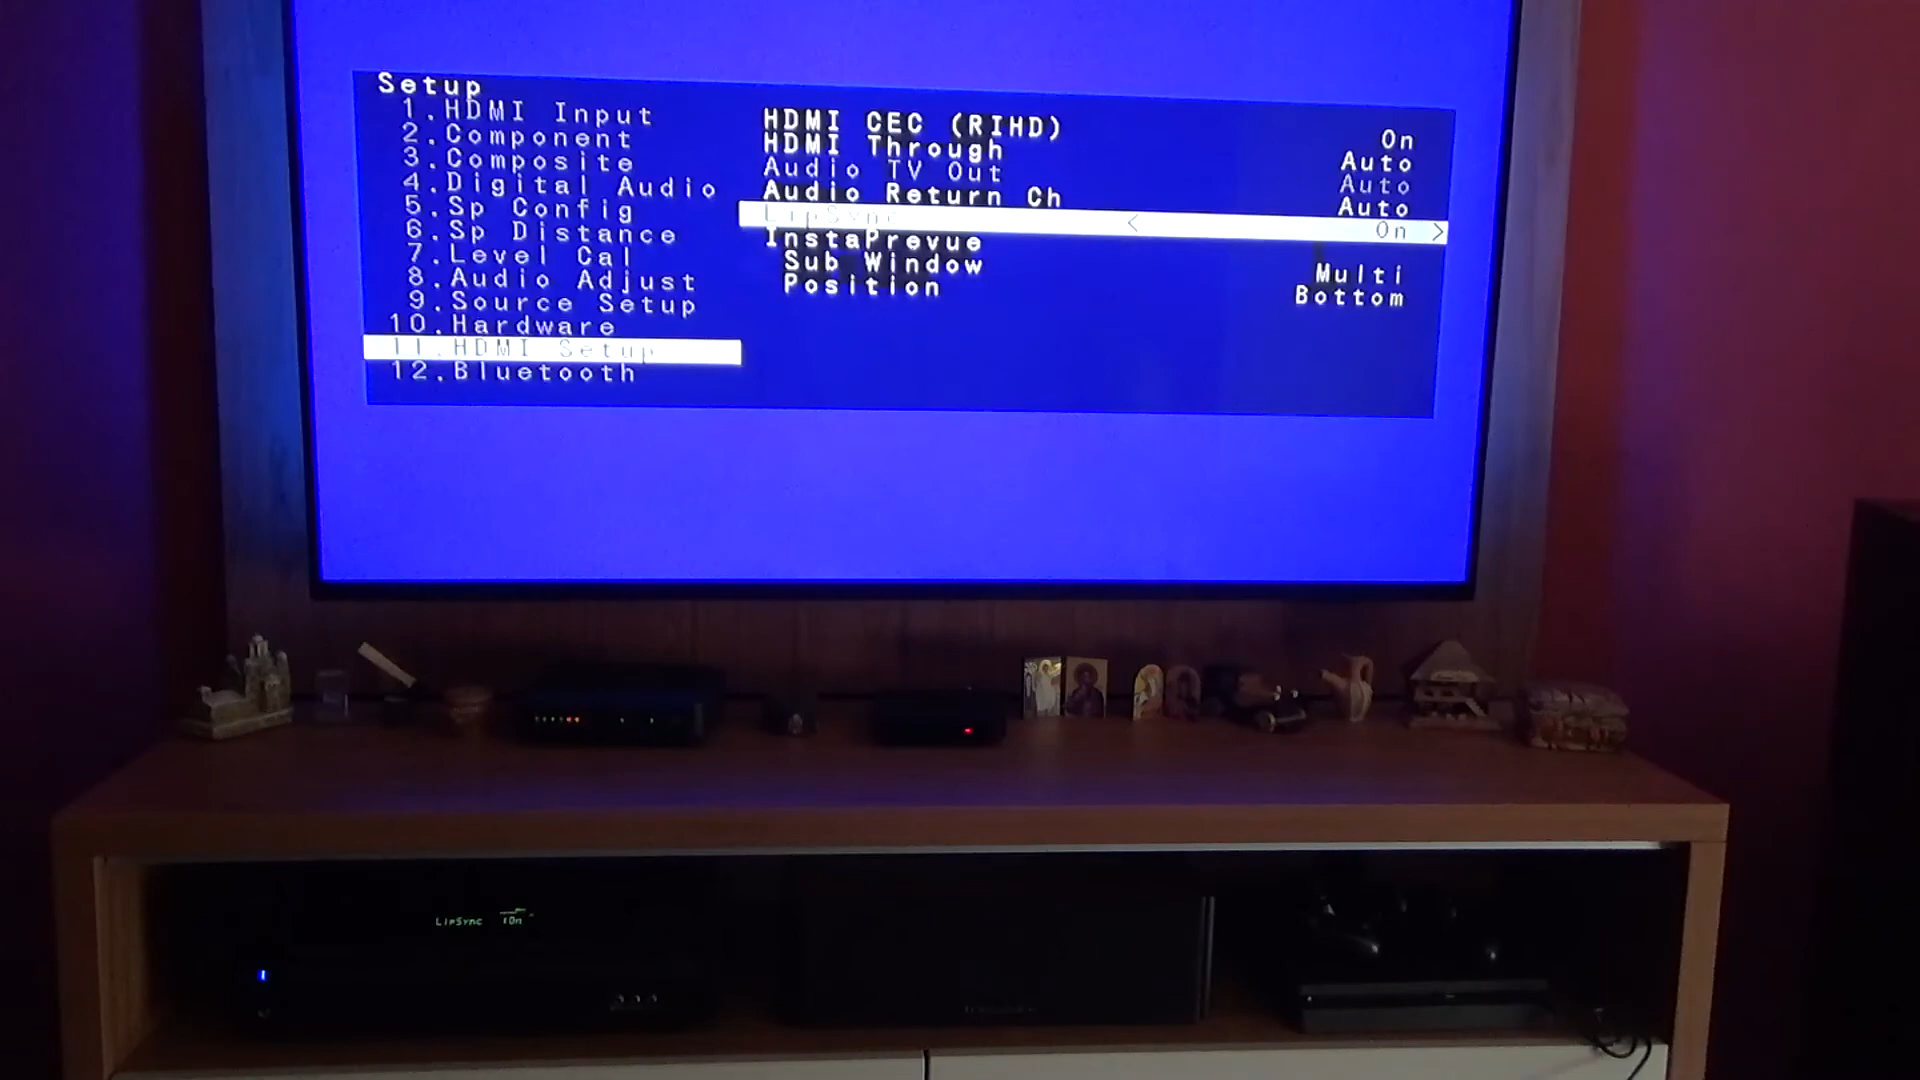 Setup
1.HDMI Input
2.Component
3.Composite
4.Digital Audio
5.Sp Config
6.Sp Distance
7.Level Cal
8.Audio Adjust
9.Source Setup
10.Hardware
11.HDMI Setup
12.Bluetooth
HDMI CEC (RIHD) On
HDMI Through Auto
Audio TV Out Auto
Audio Return Ch Auto
LipSync < On >
InstaPrevue
Sub Window Multi
Position Bottom
LipSync :On